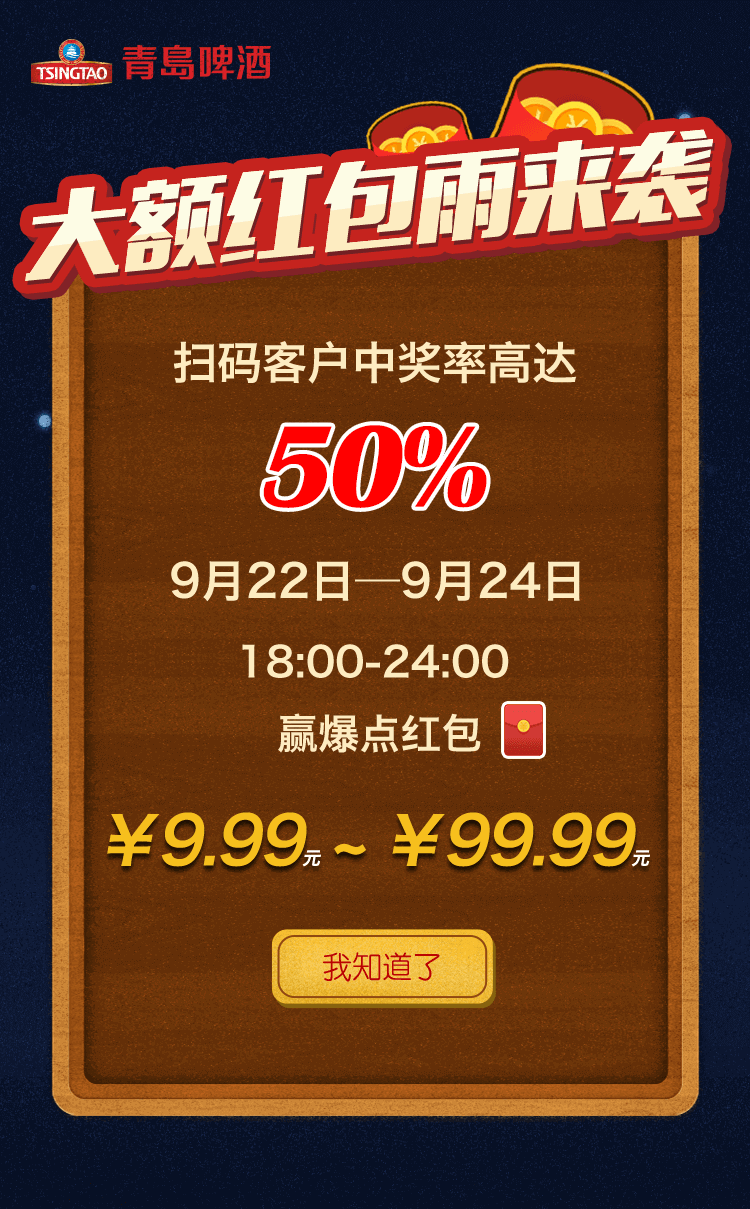 TSINGTAO 青島啤酒
大额红包雨来袭
扫码客户中奖率高达
50%
9月22日—9月24日
18:00-24:00
赢爆点红包
¥9.99元 ~ ¥99.99元
我知道了